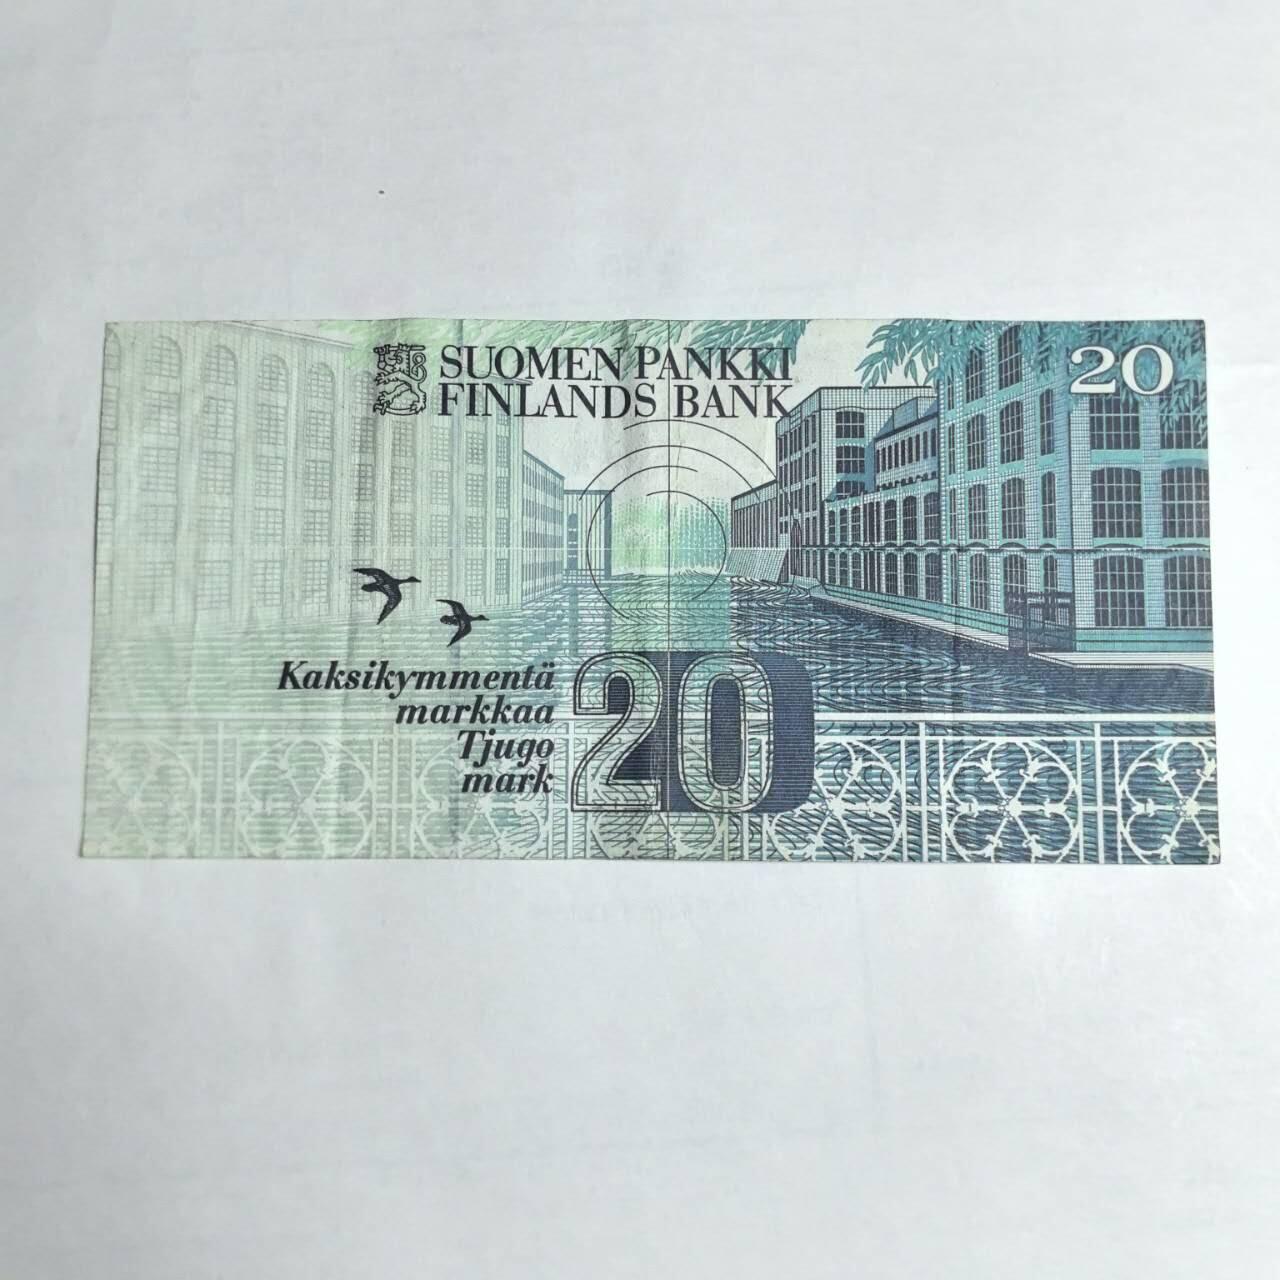 SUOMEN PANKKI
FINLANDS BANK
20
Kaksikymmentä
markkaa
Tjugo
mark
20